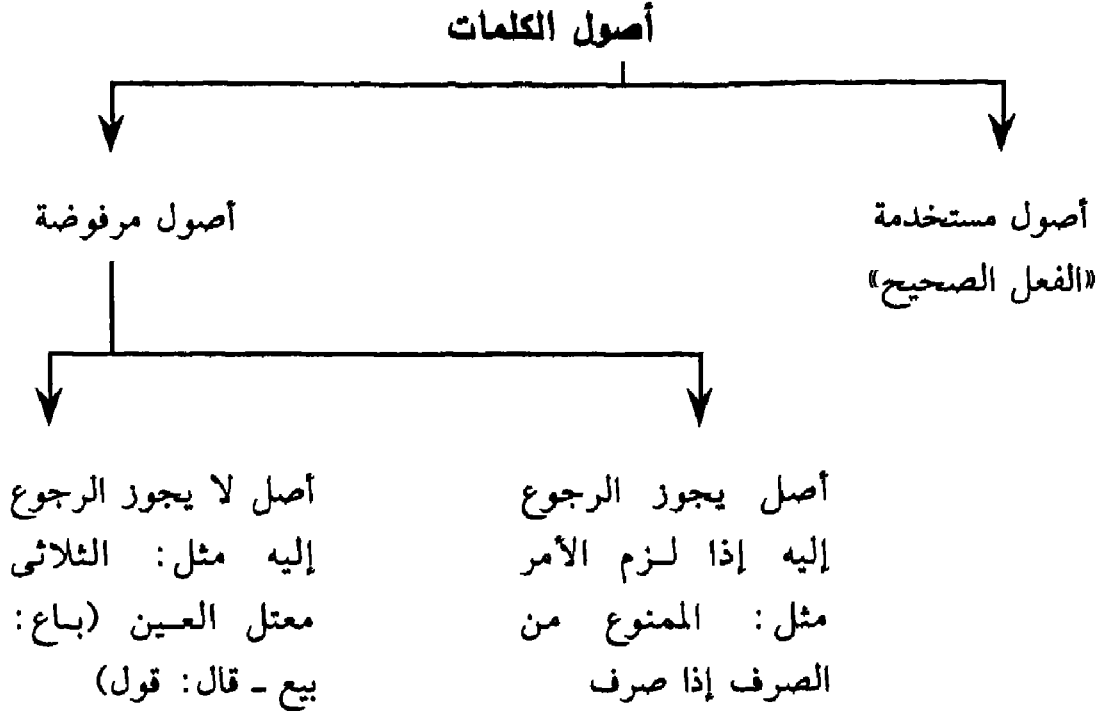 أصول الكلمات
أصول مستخدمة
«الفعل الصحيح»
أصول مرفوضة
أصل يجوز الرجوع
إليه إذا لزم الأمر
مثل: الممنوع من
الصرف إذا صرف
أصل لا يجوز الرجوع
إليه مثل: الثلاثى
معتل العين (باع:
بيع - قال: قول)